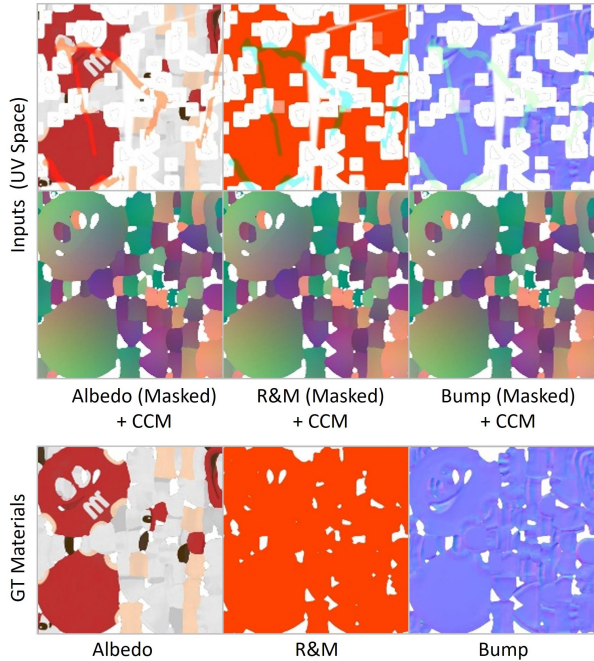 Inputs (UV Space)
Albedo (Masked)
+ CCM
R&M (Masked)
+ CCM
Bump (Masked)
+ CCM
GT Materials
Albedo
R&M
Bump